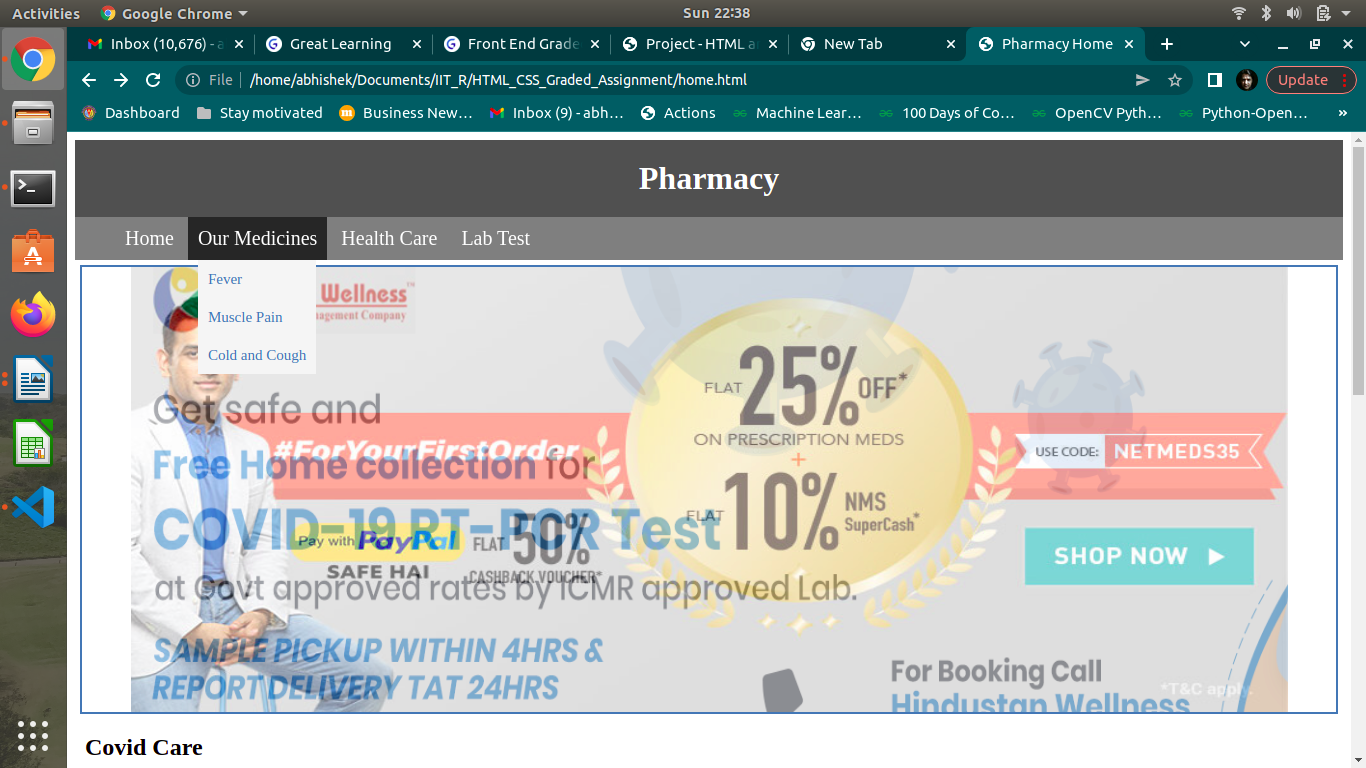 Activities Google Chrome Sun 22:38
Inbox (10,676) - a Great Learning Front End Grade Project - HTML an New Tab Pharmacy Home
File /home/abhishek/Documents/IIT_R/HTML_CSS_Graded_Assignment/home.html Update
Dashboard Stay motivated Business New… Inbox (9) - abh… Actions Machine Lear… 100 Days of Co… OpenCV Pyth… Python-Open… »
Pharmacy
Home Our Medicines Health Care Lab Test
Fever
Muscle Pain
Cold and Cough
Wellness™
Management Company
FLAT 25% OFF*
ON PRESCRIPTION MEDS
+
FLAT 10% NMS SuperCash*
Get safe and
#ForYourFirstOrder
Free Home collection for
USE CODE: NETMEDS35
COVID-19 RT-PCR Test
Pay with PayPal
SAFE HAI
FLAT 50%
CASHBACK VOUCHER*
SHOP NOW
at Govt approved rates by ICMR approved Lab.
SAMPLE PICKUP WITHIN 4HRS &
REPORT DELIVERY TAT 24HRS
For Booking Call
Hindustan Wellness
*T&C apply.
Covid Care